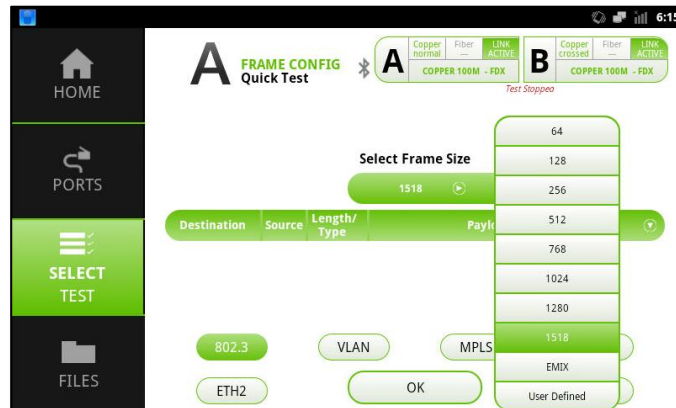 6:15
HOME
PORTS
SELECT
TEST
FILES
A
FRAME CONFIG
Quick Test
A
Copper
normal
Fiber
---
LINK
ACTIVE
COPPER 100M - FDX
B
Copper
crossed
Fiber
---
LINK
ACTIVE
COPPER 100M - FDX
Test Stopped
Select Frame Size
1518
Destination
Source
Length/
Type
802.3
VLAN
MPLS
ETH2
OK
64
128
256
512
768
1024
1280
1518
EMIX
User Defined